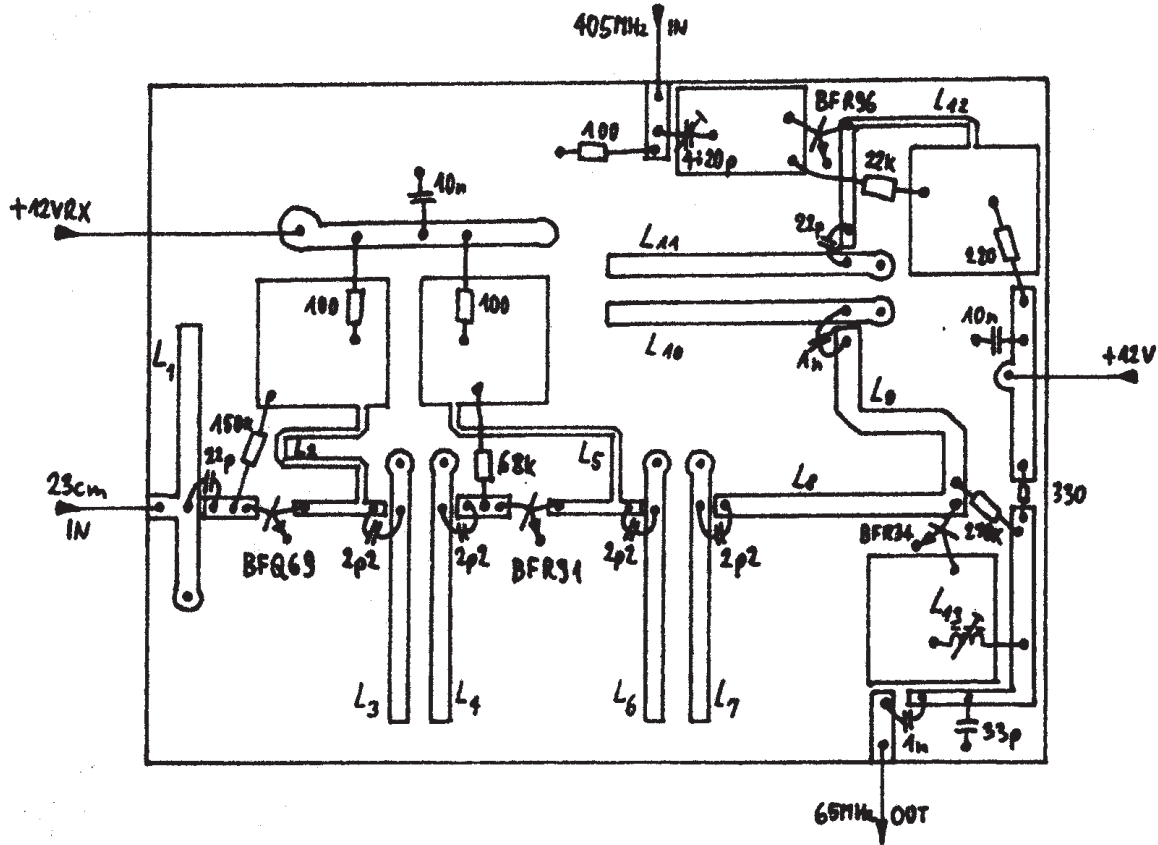 405MHz IN
BFR96
L12
100
4÷20p
22k
10n
+12VRX
22p
L11
220
100
100
10n
L10
1n
+12V
L1
L9
150k
L2
22p
68k
L5
23cm
IN
L8
330
BFR34
2p2
2p2
2p2
2p2
BFQ69
BFR91
L13
L3
L4
L6
L7
1n
33p
65MHz OUT